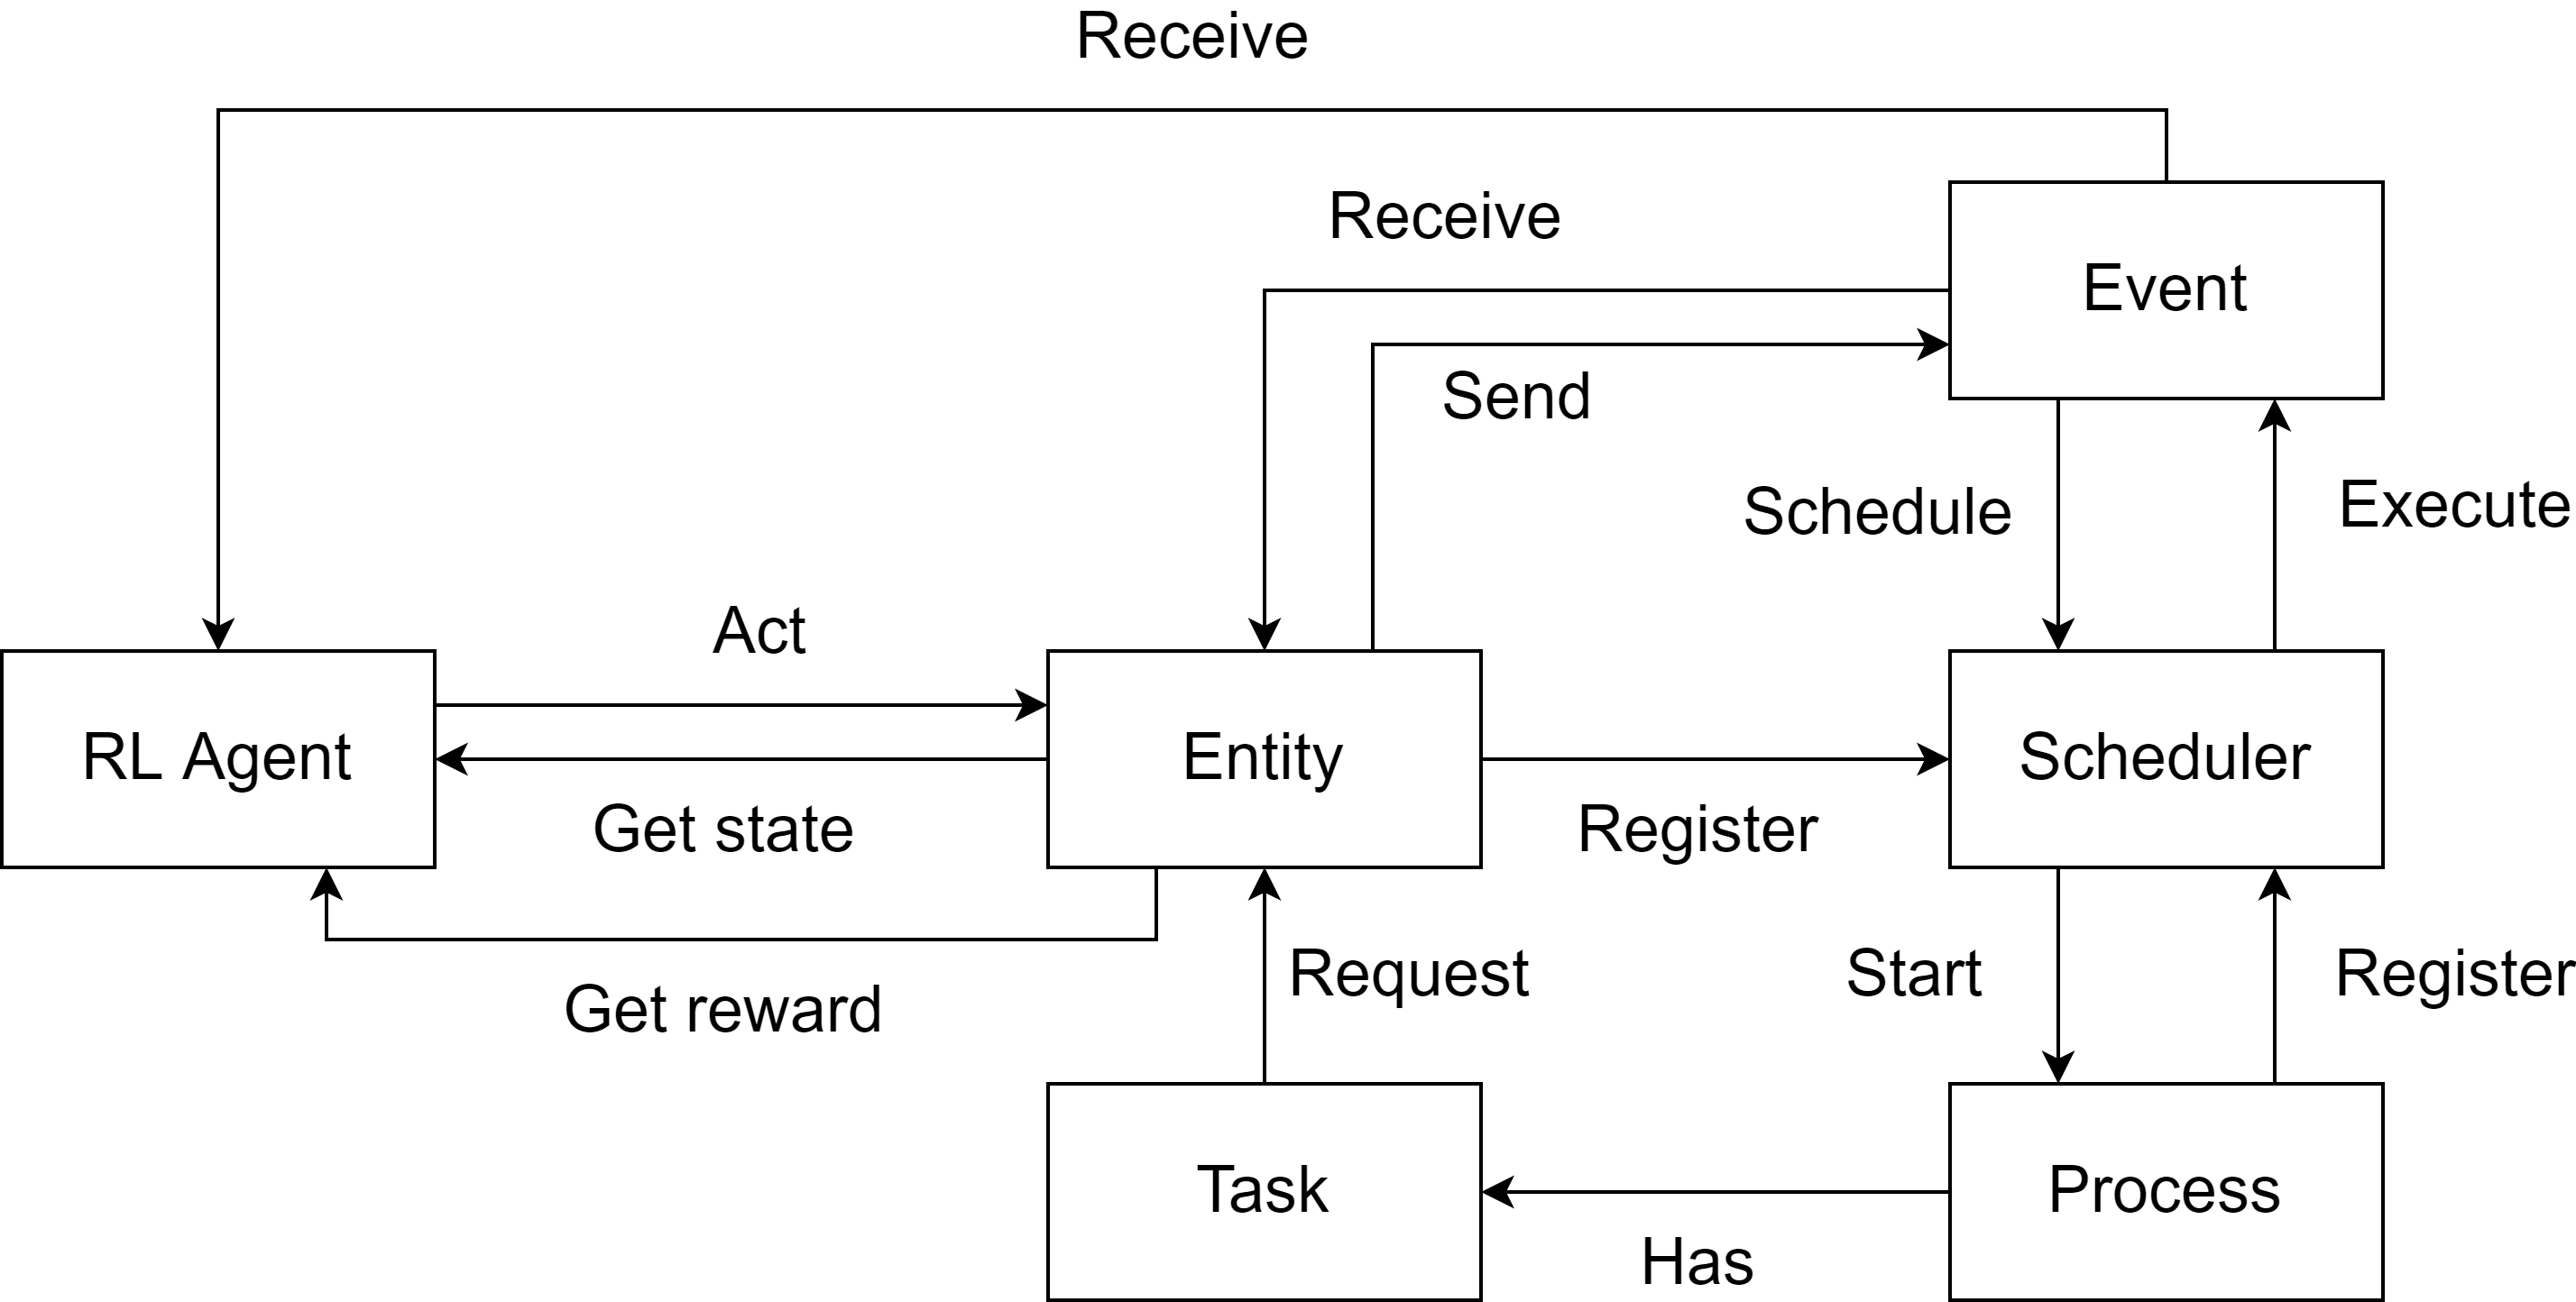 Receive
Receive
Event
Send
Schedule
Execute
Act
RL Agent
Entity
Scheduler
Get state
Register
Request
Start
Register
Get reward
Task
Process
Has